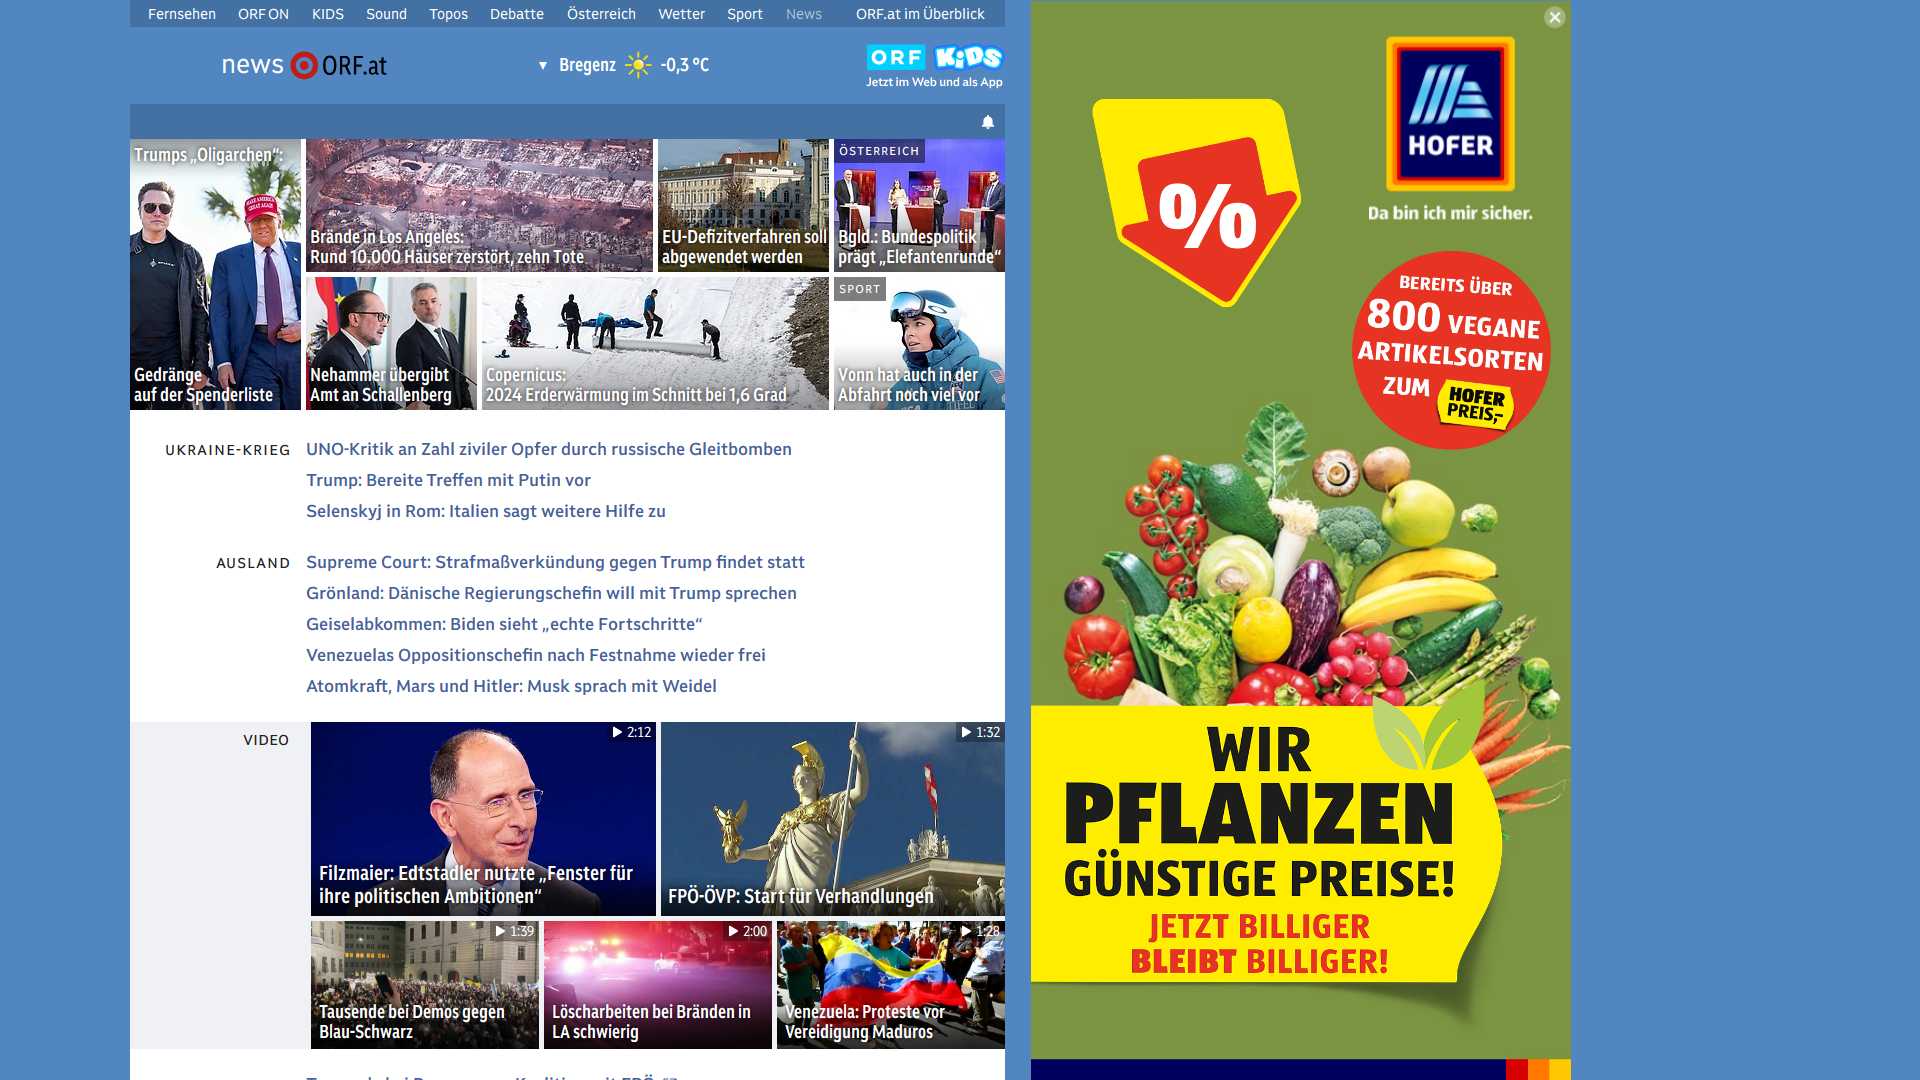 Fernsehen ORF ON KIDS Sound Topos Debatte Österreich Wetter Sport News ORF.at im Überblick
news ORF.at
▼ Bregenz -0,3 °C
ORF KiDS
Jetzt im Web und als App
Trumps „Oligarchen“:
Gedränge
auf der Spenderliste
Brände in Los Angeles:
Rund 10.000 Häuser zerstört, zehn Tote
EU-Defizitverfahren soll
abgewendet werden
ÖSTERREICH
Bgld.: Bundespolitik
prägt „Elefantenrunde“
Nehammer übergibt
Amt an Schallenberg
Copernicus:
2024 Erderwärmung im Schnitt bei 1,6 Grad
SPORT
Vonn hat auch in der
Abfahrt noch viel vor
UKRAINE-KRIEG
UNO-Kritik an Zahl ziviler Opfer durch russische Gleitbomben
Trump: Bereite Treffen mit Putin vor
Selenskyj in Rom: Italien sagt weitere Hilfe zu
AUSLAND
Supreme Court: Strafmaßverkündung gegen Trump findet statt
Grönland: Dänische Regierungschefin will mit Trump sprechen
Geiselabkommen: Biden sieht „echte Fortschritte“
Venezuelas Oppositionschefin nach Festnahme wieder frei
Atomkraft, Mars und Hitler: Musk sprach mit Weidel
VIDEO
2:12
Filzmaier: Edtstadler nutzte „Fenster für
ihre politischen Ambitionen“
1:32
FPÖ-ÖVP: Start für Verhandlungen
1:39
Tausende bei Demos gegen
Blau-Schwarz
2:00
Löscharbeiten bei Bränden in
LA schwierig
1:28
Venezuela: Proteste vor
Vereidigung Maduros
%
HOFER
Da bin ich mir sicher.
BEREITS ÜBER
800 VEGANE
ARTIKELSORTEN
ZUM HOFER
PREIS,-
WIR
PFLANZEN
GÜNSTIGE PREISE!
JETZT BILLIGER
BLEIBT BILLIGER!